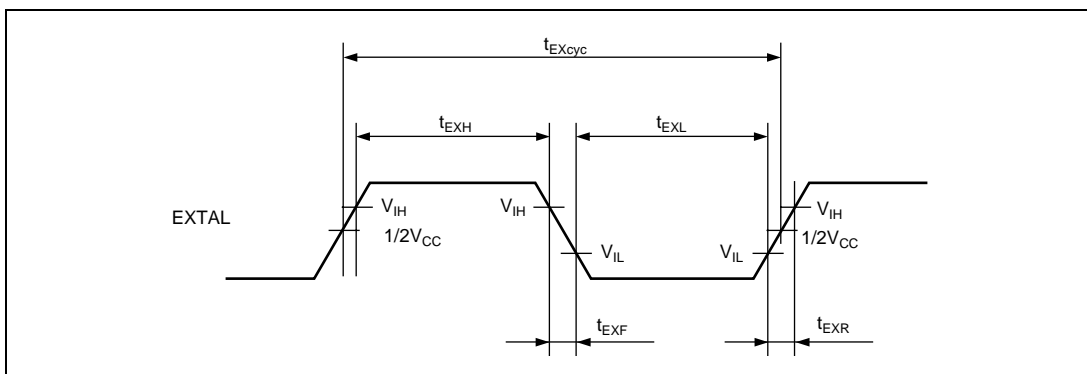 tEXcyc
tEXH tEXL
EXTAL
VIH VIH VIH
1/2VCC 1/2VCC
VIL VIL
tEXF tEXR